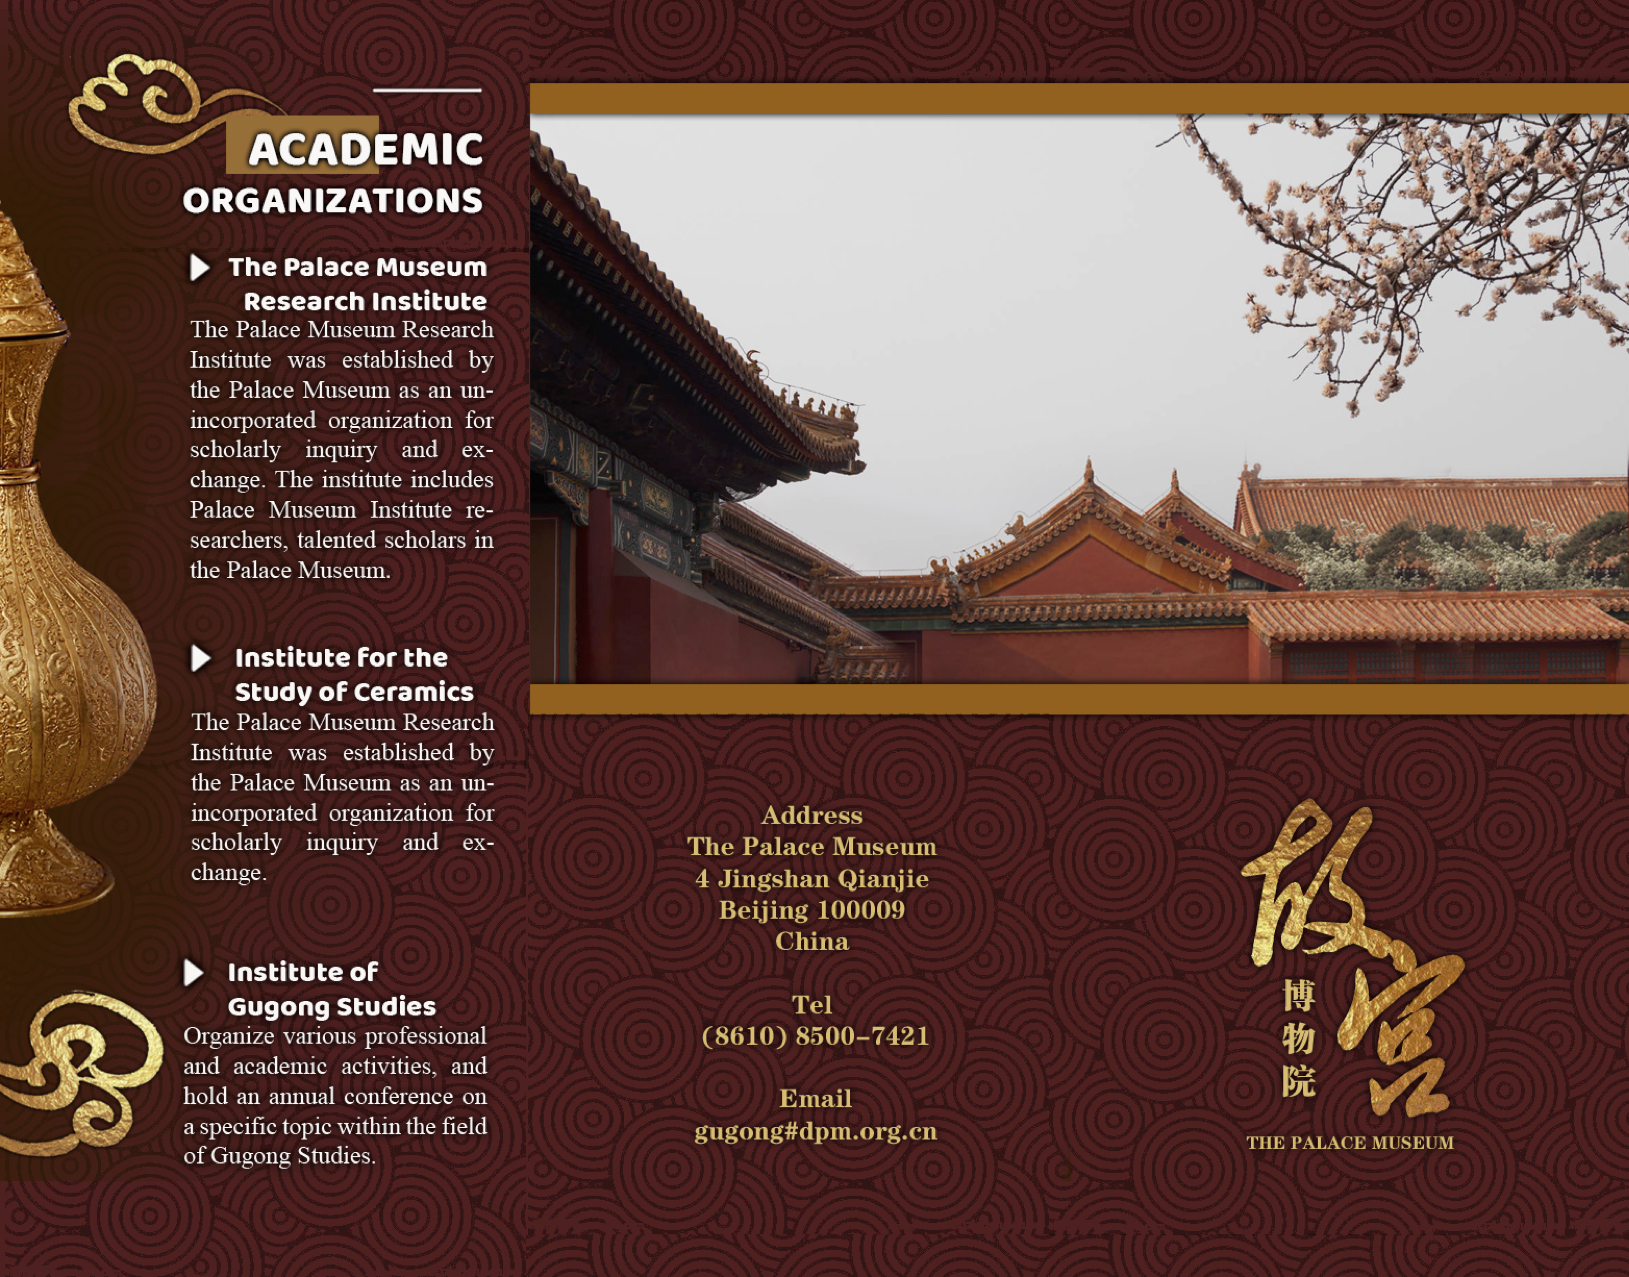 ACADEMIC
ORGANIZATIONS
The Palace Museum
Research Institute
The Palace Museum Research
Institute was established by
the Palace Museum as an un-
incorporated organization for
scholarly inquiry and ex-
change. The institute includes
Palace Museum Institute re-
searchers, talented scholars in
the Palace Museum.
Institute for the
Study of Ceramics
The Palace Museum Research
Institute was established by
the Palace Museum as an un-
incorporated organization for
scholarly inquiry and ex-
change.
Institute of
Gugong Studies
Organize various professional
and academic activities, and
hold an annual conference on
a specific topic within the field
of Gugong Studies.
Address
The Palace Museum
4 Jingshan Qianjie
Beijing 100009
China
Tel
(8610) 8500-7421
Email
gugong#dpm.org.cn
故宫
博物院
THE PALACE MUSEUM